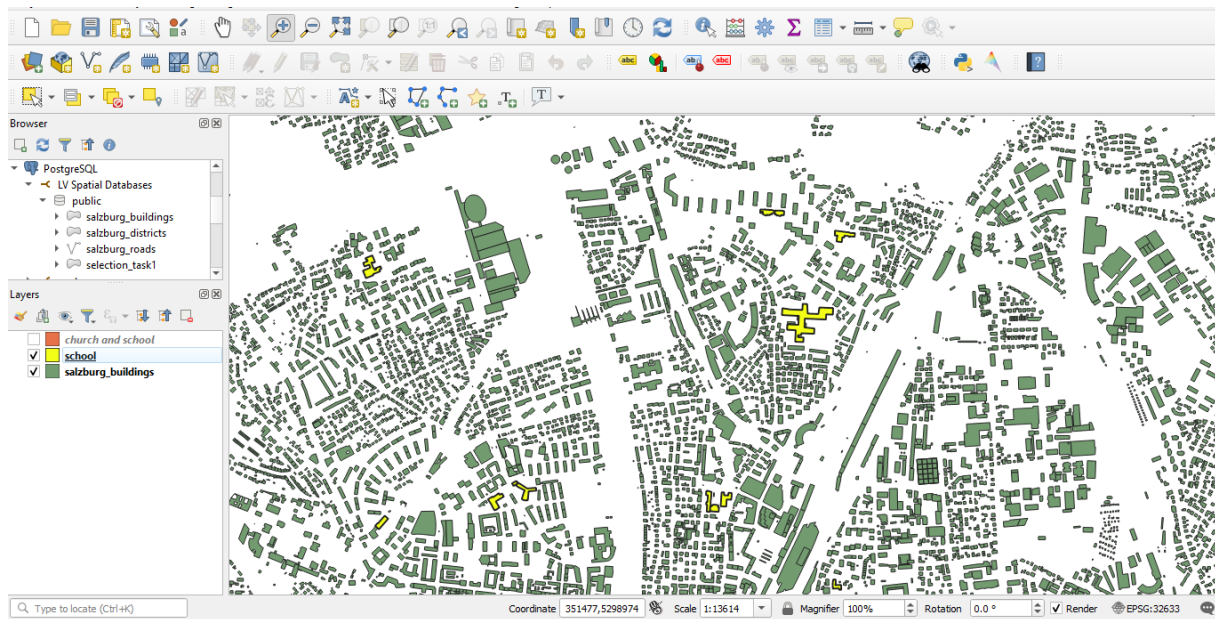 abc
abc
abc
T
T
Browser
PostgreSQL
LV Spatial Databases
public
salzburg_buildings
salzburg_districts
salzburg_roads
selection_task1
Layers
church and school
school
salzburg_buildings
Type to locate (Ctrl+K) Coordinate 351477,5298974 Scale 1:13614 Magnifier 100% Rotation 0.0 ° Render EPSG:32633